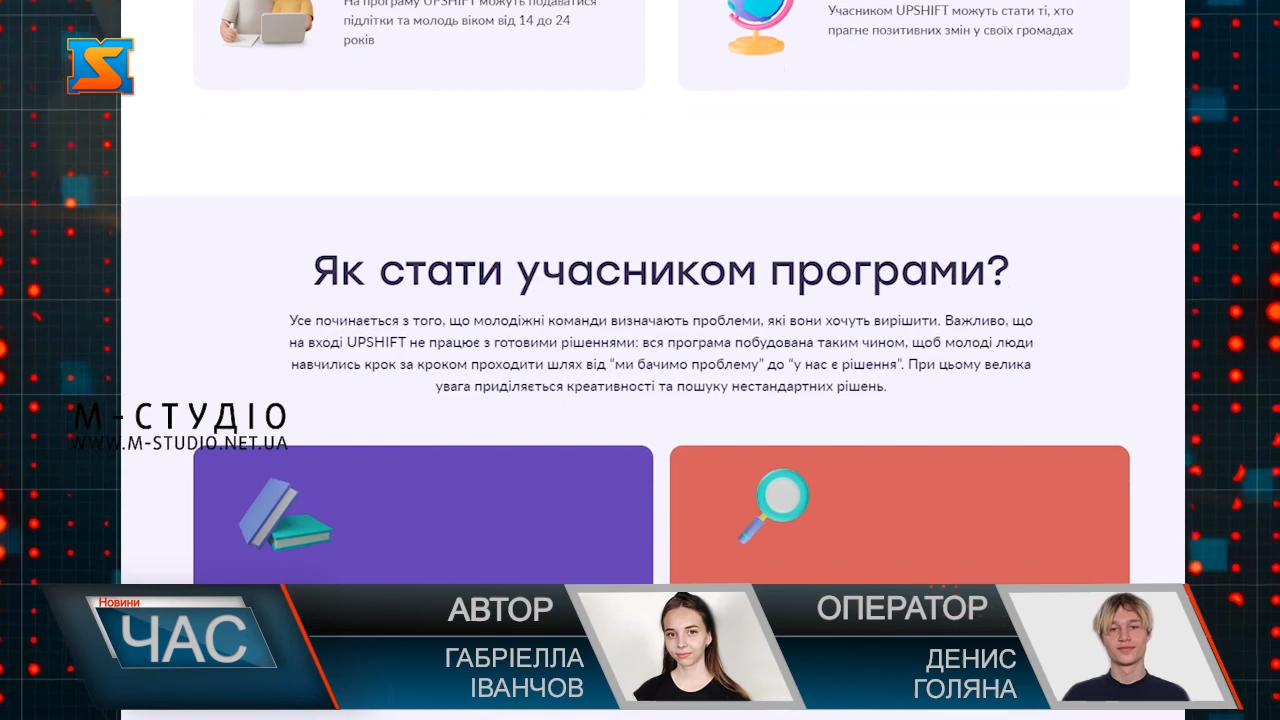 На програму UPSHIFT можуть подаватися
підлітки та молодь віком від 14 до 24
років
Учасником UPSHIFT можуть стати ті, хто
прагне позитивних змін у своїх громадах
Як стати учасником програми?
Усе починається з того, що молодіжні команди визначають проблеми, які вони хочуть вирішити. Важливо, що
на вході UPSHIFT не працює з готовими рішеннями: вся програма побудована таким чином, щоб молоді люди
навчились крок за кроком проходити шлях від “ми бачимо проблему” до “у нас є рішення”. При цьому велика
увага приділяється креативності та пошуку нестандартних рішень.
М-СТУДІО
WWW.M-STUDIO.NET.UA
Новини
ЧАС
АВТОР
ГАБРІЕЛЛА
ІВАНЧОВ
ОПЕРАТОР
ДЕНИС
ГОЛЯНА